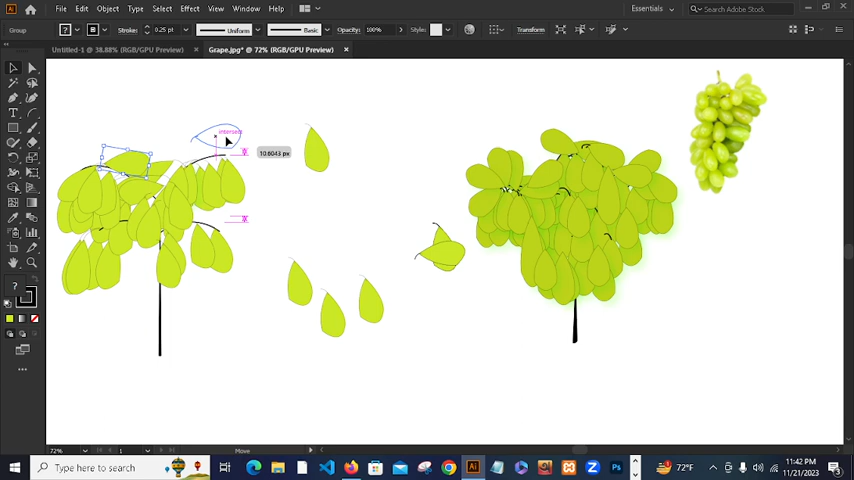 File Edit Object Type Select Effect View Window Help Essentials Search Adobe Stock
Group Stroke: 0.25 pt Uniform Basic Opacity: 100% Style: Transform
Untitled-1 @ 38.88% (RGB/GPU Preview) × Grape.jpg* @ 72% (RGB/GPU Preview) ×
intersect
10.6043 px
72% 1 Move
Type here to search 72°F 11:42 PM
11/21/2023